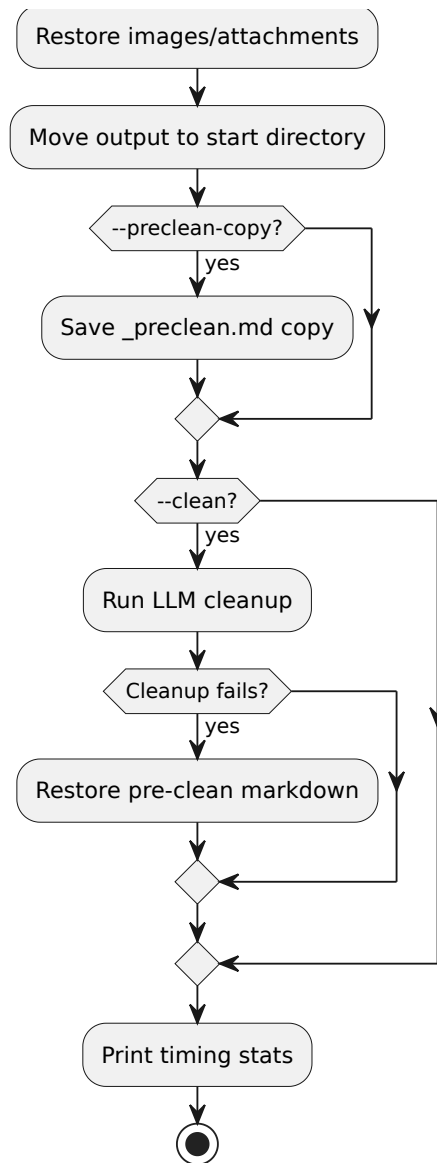 Restore images/attachments
Move output to start directory
--preclean-copy?
yes
Save _preclean.md copy
--clean?
yes
Run LLM cleanup
Cleanup fails?
yes
Restore pre-clean markdown
Print timing stats